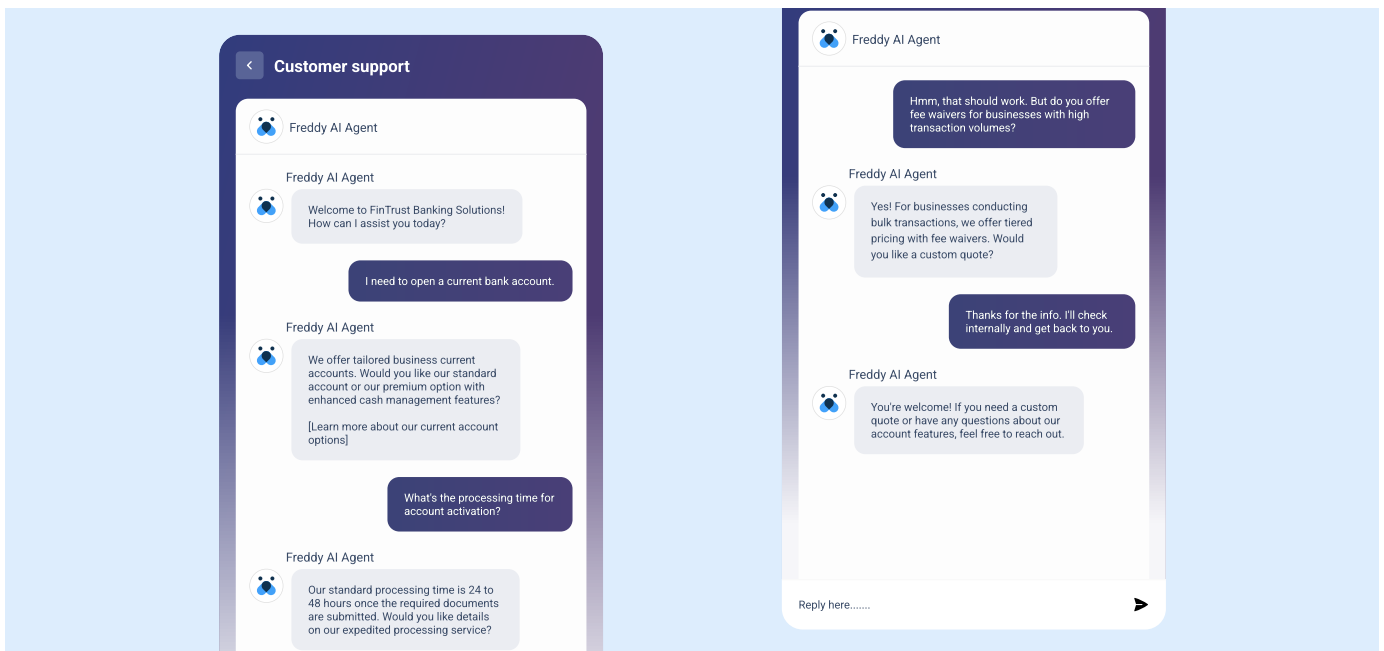 Customer support
Freddy AI Agent
Freddy AI Agent
Welcome to FinTrust Banking Solutions!
How can I assist you today?
I need to open a current bank account.
Freddy AI Agent
We offer tailored business current
accounts. Would you like our standard
account or our premium option with
enhanced cash management features?
[Learn more about our current account
options]
What's the processing time for
account activation?
Freddy AI Agent
Our standard processing time is 24 to
48 hours once the required documents
are submitted. Would you like details
on our expedited processing service?
Freddy AI Agent
Hmm, that should work. But do you offer
fee waivers for businesses with high
transaction volumes?
Freddy AI Agent
Yes! For businesses conducting
bulk transactions, we offer tiered
pricing with fee waivers. Would
you like a custom quote?
Thanks for the info. I'll check
internally and get back to you.
Freddy AI Agent
You're welcome! If you need a custom
quote or have any questions about our
account features, feel free to reach out.
Reply here.......